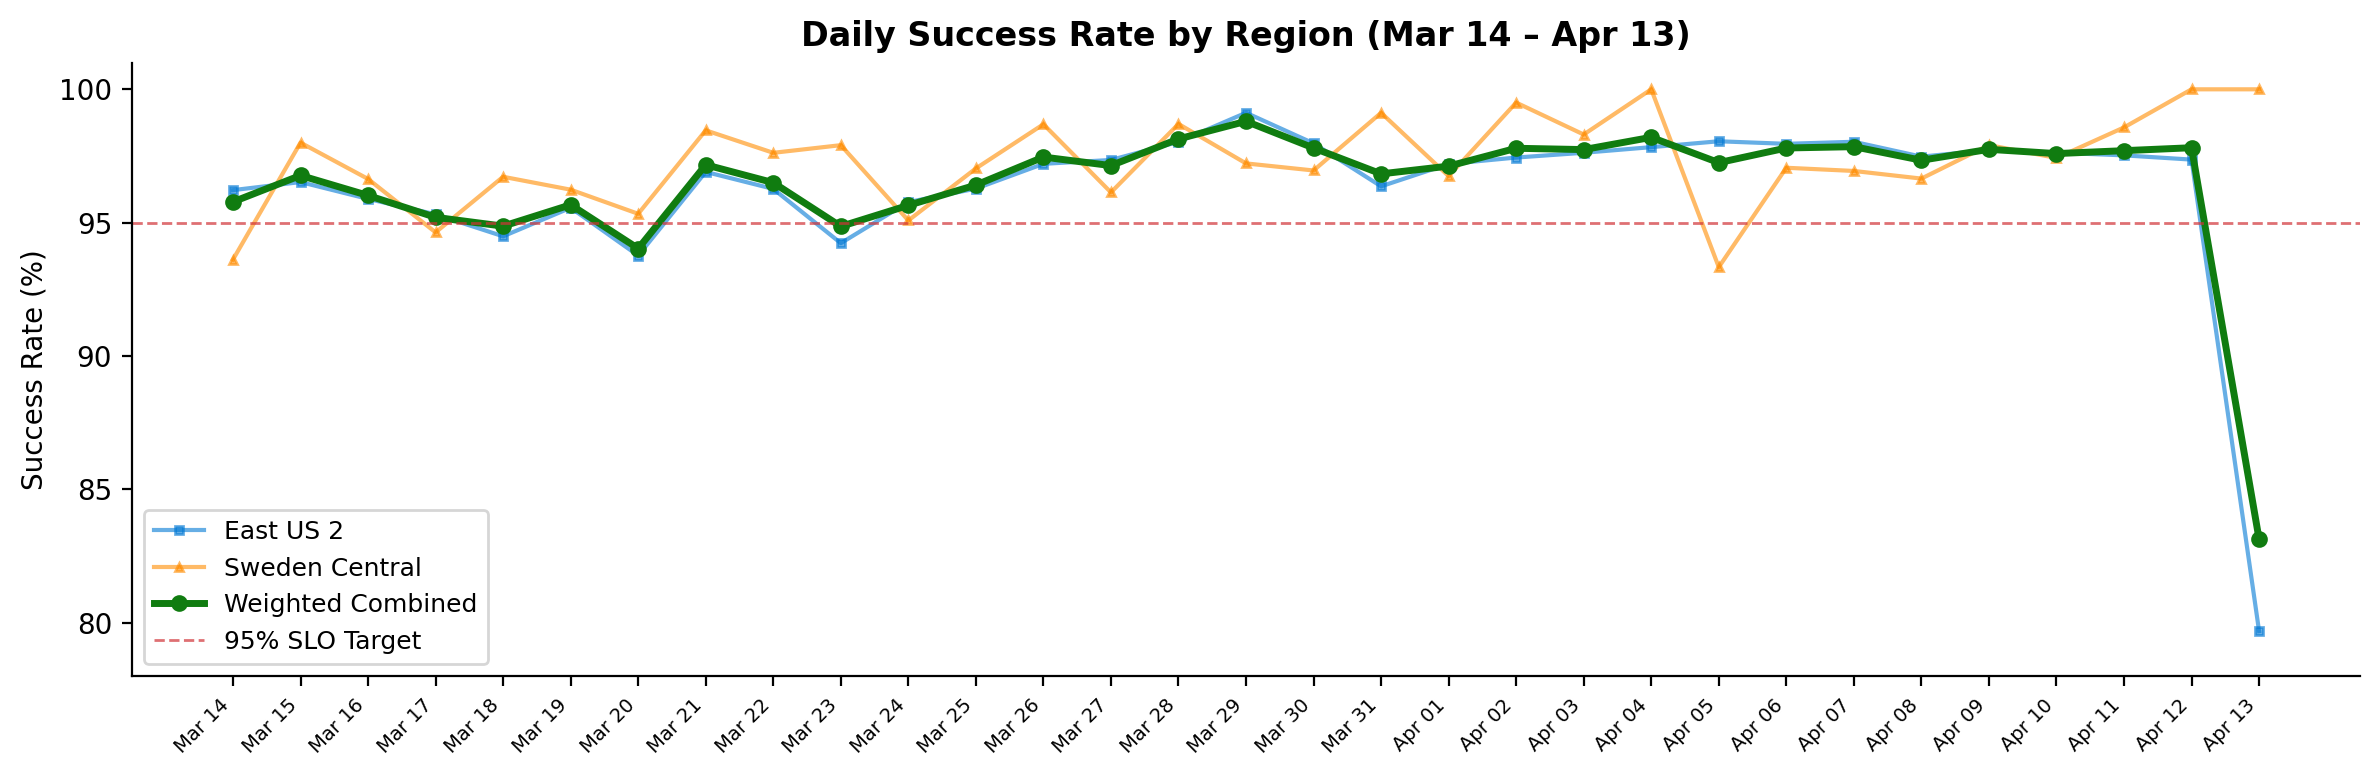 Daily Success Rate by Region (Mar 14 – Apr 13)
Success Rate (%)
100
95
90
85
80
East US 2
Sweden Central
Weighted Combined
95% SLO Target
Mar 14
Mar 15
Mar 16
Mar 17
Mar 18
Mar 19
Mar 20
Mar 21
Mar 22
Mar 23
Mar 24
Mar 25
Mar 26
Mar 27
Mar 28
Mar 29
Mar 30
Mar 31
Apr 01
Apr 02
Apr 03
Apr 04
Apr 05
Apr 06
Apr 07
Apr 08
Apr 09
Apr 10
Apr 11
Apr 12
Apr 13